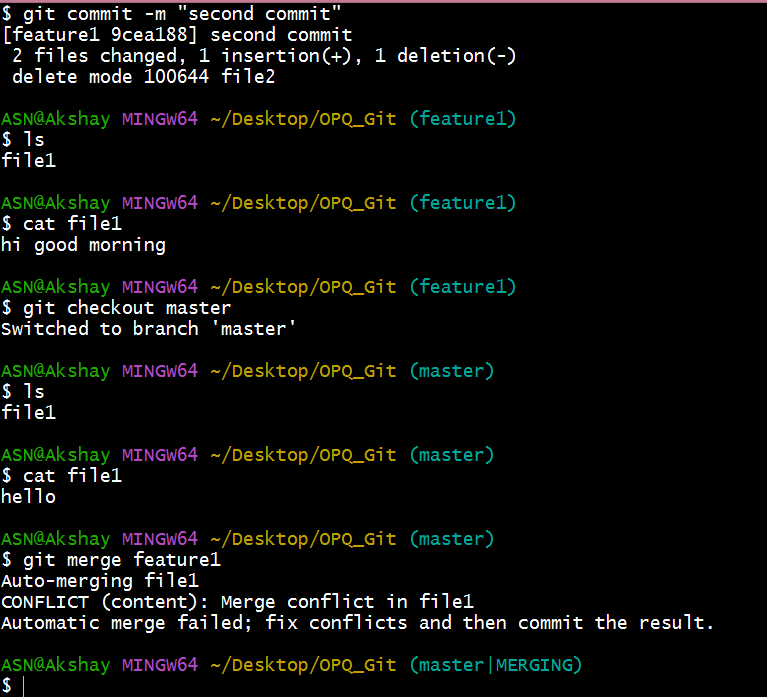 $ git commit -m "second commit"
[feature1 9cea188] second commit
 2 files changed, 1 insertion(+), 1 deletion(-)
 delete mode 100644 file2

ASN@Akshay MINGW64 ~/Desktop/OPQ_Git (feature1)
$ ls
file1

ASN@Akshay MINGW64 ~/Desktop/OPQ_Git (feature1)
$ cat file1
hi good morning

ASN@Akshay MINGW64 ~/Desktop/OPQ_Git (feature1)
$ git checkout master
Switched to branch 'master'

ASN@Akshay MINGW64 ~/Desktop/OPQ_Git (master)
$ ls
file1

ASN@Akshay MINGW64 ~/Desktop/OPQ_Git (master)
$ cat file1
hello

ASN@Akshay MINGW64 ~/Desktop/OPQ_Git (master)
$ git merge feature1
Auto-merging file1
CONFLICT (content): Merge conflict in file1
Automatic merge failed; fix conflicts and then commit the result.

ASN@Akshay MINGW64 ~/Desktop/OPQ_Git (master|MERGING)
$